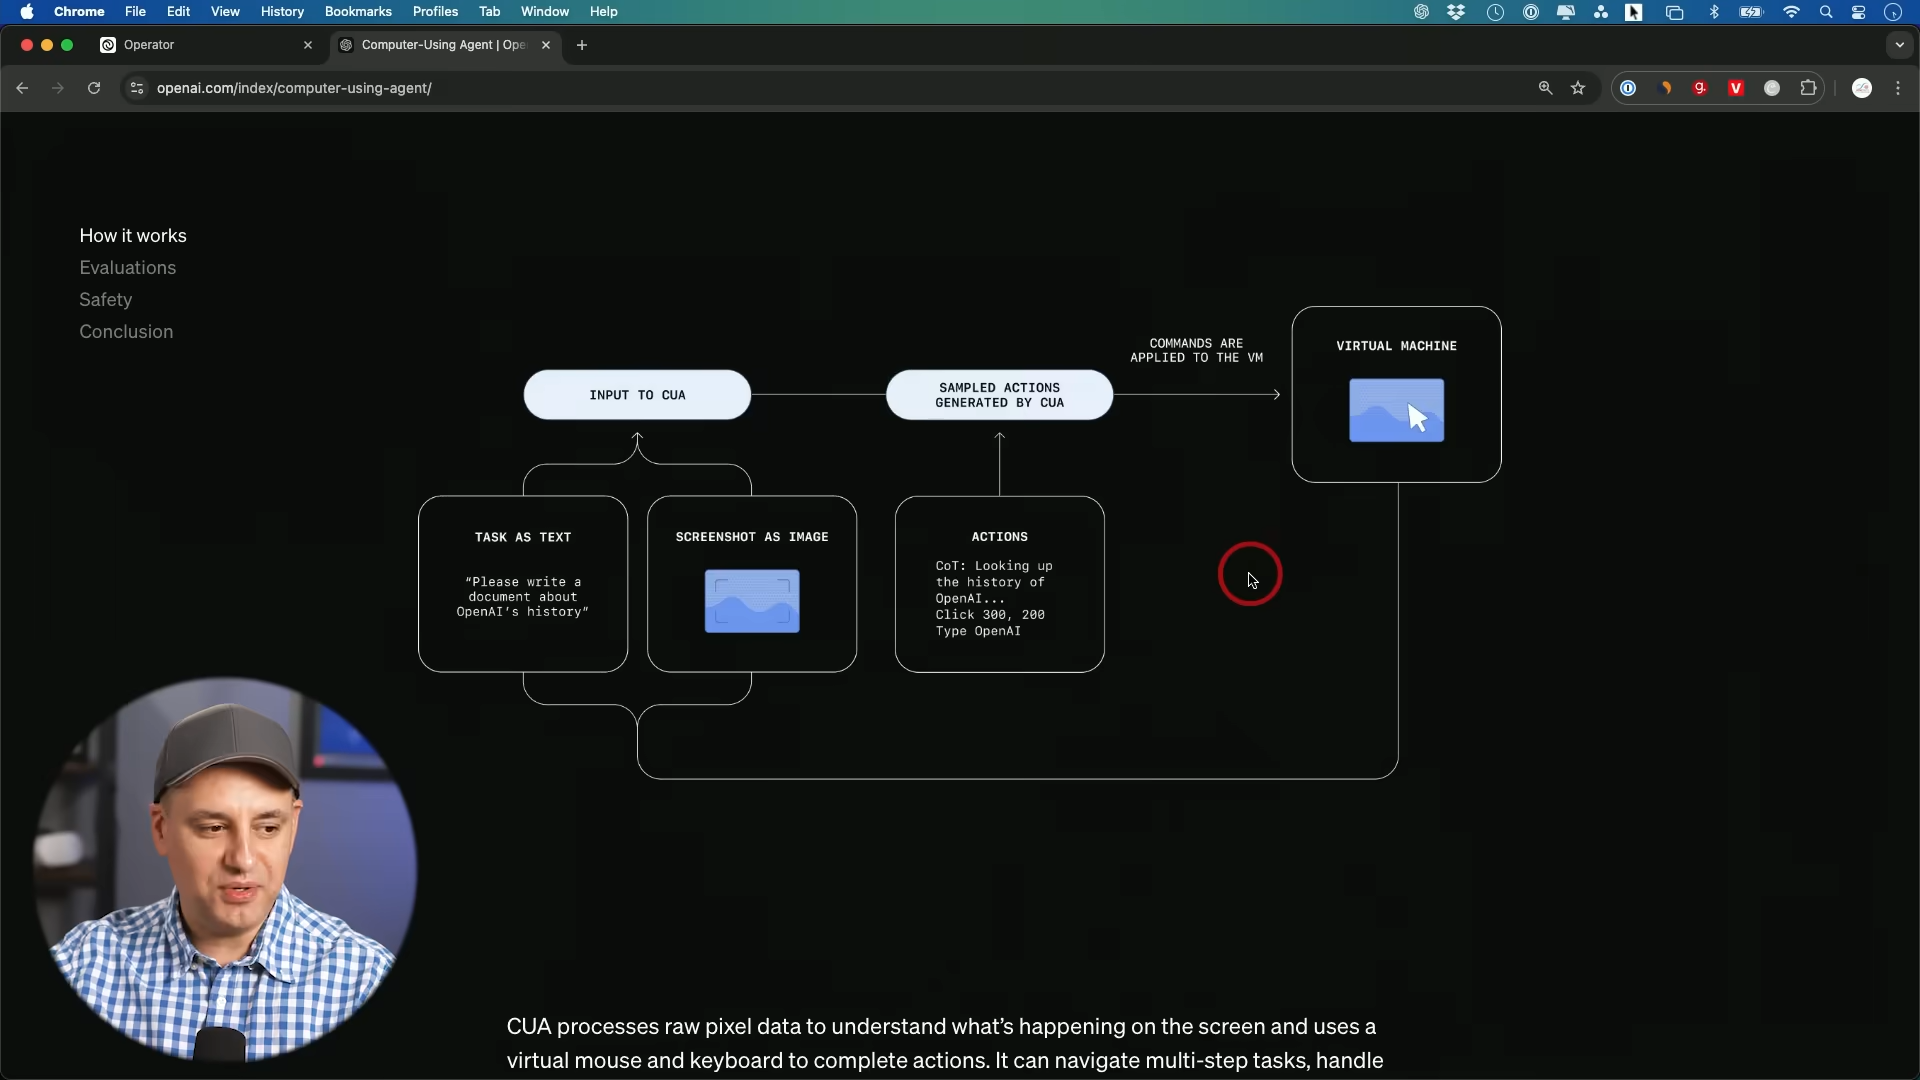 Chrome File Edit View History Bookmarks Profiles Tab Window Help
Operator
Computer-Using Agent | Ope
openai.com/index/computer-using-agent/
How it works
Evaluations
Safety
Conclusion
INPUT TO CUA
SAMPLED ACTIONS
GENERATED BY CUA
COMMANDS ARE
APPLIED TO THE VM
VIRTUAL MACHINE
TASK AS TEXT
“Please write a
document about
OpenAI’s history”
SCREENSHOT AS IMAGE
ACTIONS
CoT: Looking up
the history of
OpenAI...
Click 300, 200
Type OpenAI
CUA processes raw pixel data to understand what’s happening on the screen and uses a
virtual mouse and keyboard to complete actions. It can navigate multi-step tasks, handle